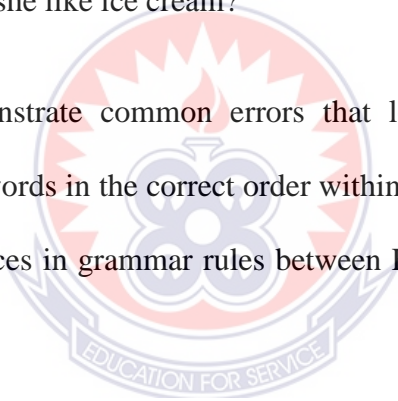 she like ice cream?
nstrate common errors that l
words in the correct order within
ces in grammar rules between
EDUCATION FOR SERVICE